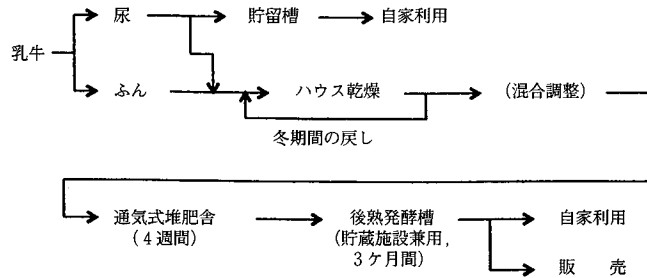 尿
貯留槽
自家利用
乳牛
ふん
ハウス乾燥
(混合調整)
冬期間の戻し
通気式堆肥舎
(4週間)
後熟発酵槽
(貯蔵施設兼用,
3ケ月間)
自家利用
販 売